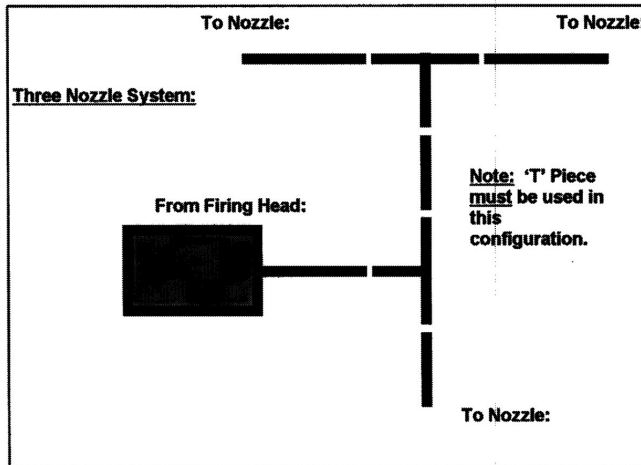 To Nozzle:
To Nozzle:
Three Nozzle System:
Note: ‘T’ Piece
must be used in
this
configuration.
From Firing Head:
To Nozzle: